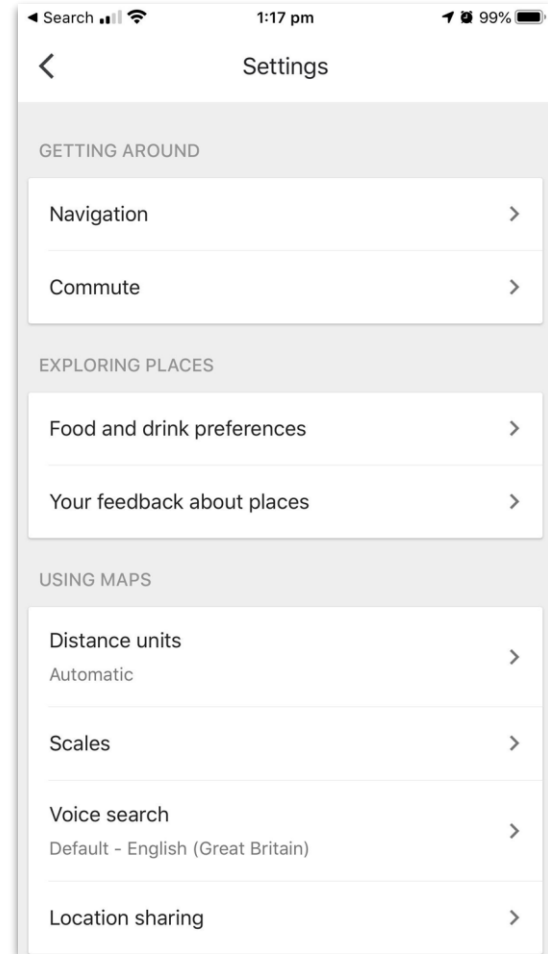 Search
1:17 pm
99%
Settings
GETTING AROUND
Navigation
Commute
EXPLORING PLACES
Food and drink preferences
Your feedback about places
USING MAPS
Distance units
Automatic
Scales
Voice search
Default - English (Great Britain)
Location sharing